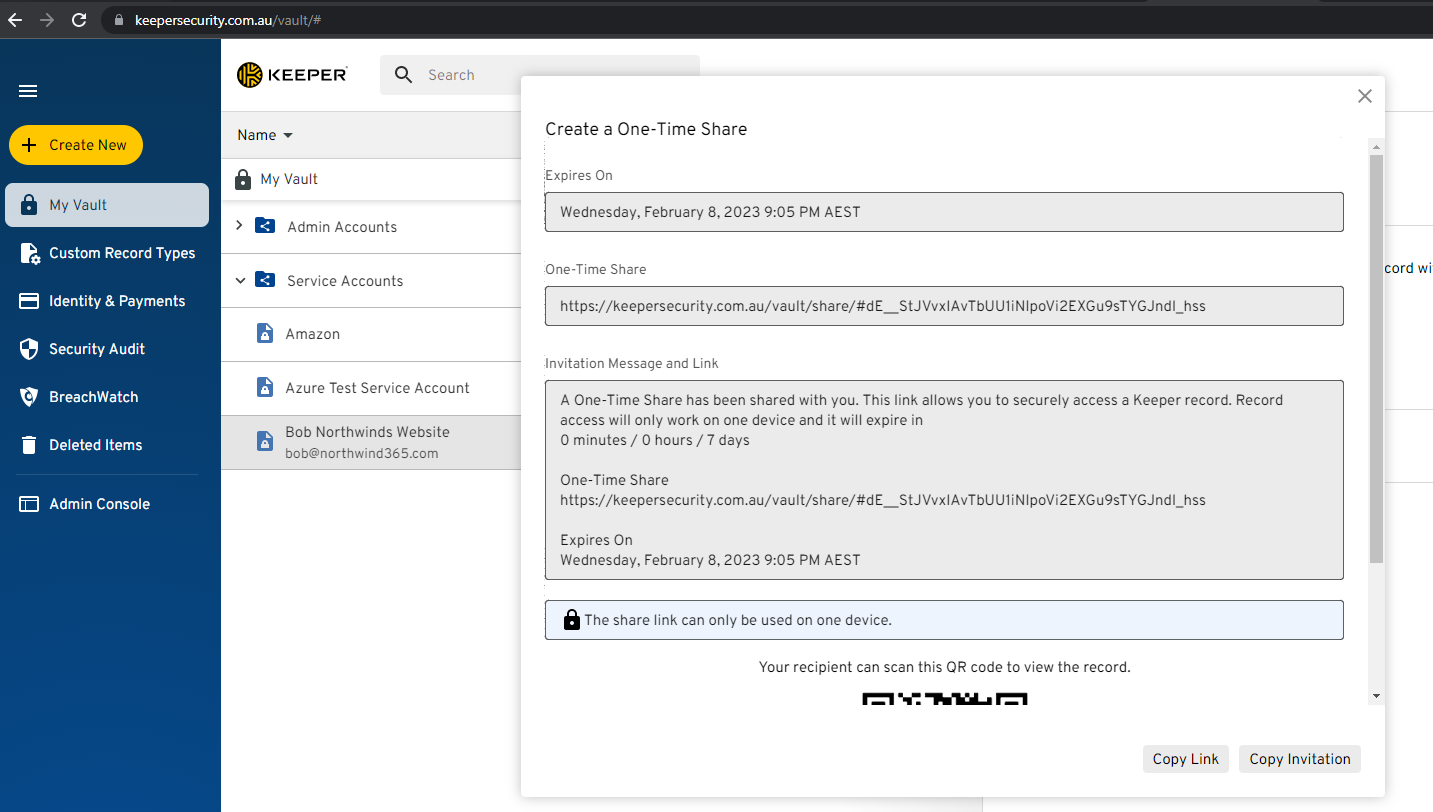 keepersecurity.com.au/vault/#
KEEPER
Search
Create New
My Vault
Custom Record Types
Identity & Payments
Security Audit
BreachWatch
Deleted Items
Admin Console
Name
My Vault
Admin Accounts
Service Accounts
Amazon
Azure Test Service Account
Bob Northwinds Website
bob@northwind365.com
Create a One-Time Share
Expires On
Wednesday, February 8, 2023 9:05 PM AEST
One-Time Share
https://keepersecurity.com.au/vault/share/#dE__StJVvxIAvTbUU1iNIpoVi2EXGu9sTYGJndI_hss
Invitation Message and Link
A One-Time Share has been shared with you. This link allows you to securely access a Keeper record. Record
access will only work on one device and it will expire in
0 minutes / 0 hours / 7 days
One-Time Share
https://keepersecurity.com.au/vault/share/#dE__StJVvxIAvTbUU1iNIpoVi2EXGu9sTYGJndI_hss
Expires On
Wednesday, February 8, 2023 9:05 PM AEST
The share link can only be used on one device.
Your recipient can scan this QR code to view the record.
Copy Link
Copy Invitation